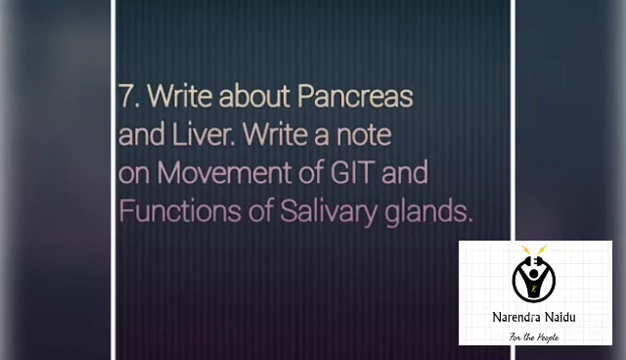 7. Write about Pancreas
and Liver. Write a note
on Movement of GIT and
Functions of Salivary glands.
Narendra Naidu
For the People